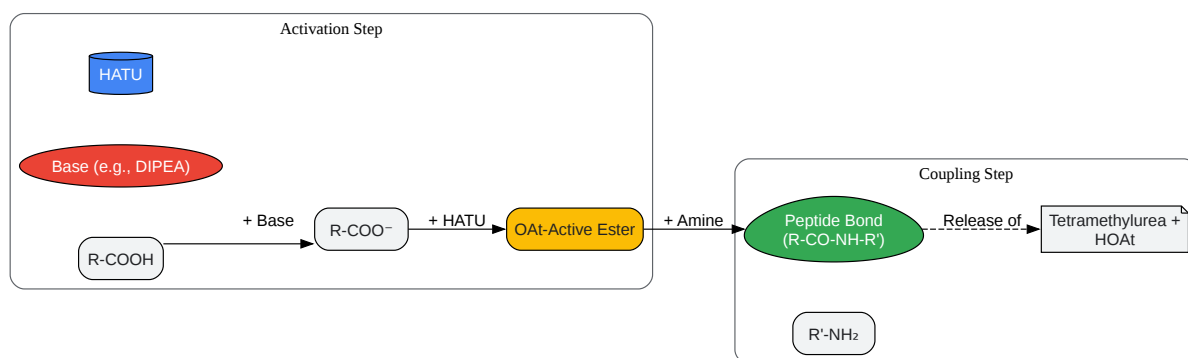 Activation Step
HATU
Base (e.g., DIPEA)
+ Base
R-COOH
R-COO⁻
+ HATU
OAt-Active Ester
+ Amine
Coupling Step
Peptide Bond
(R-CO-NH-R')
Release of
Tetramethylurea +
HOAt
R'-NH₂